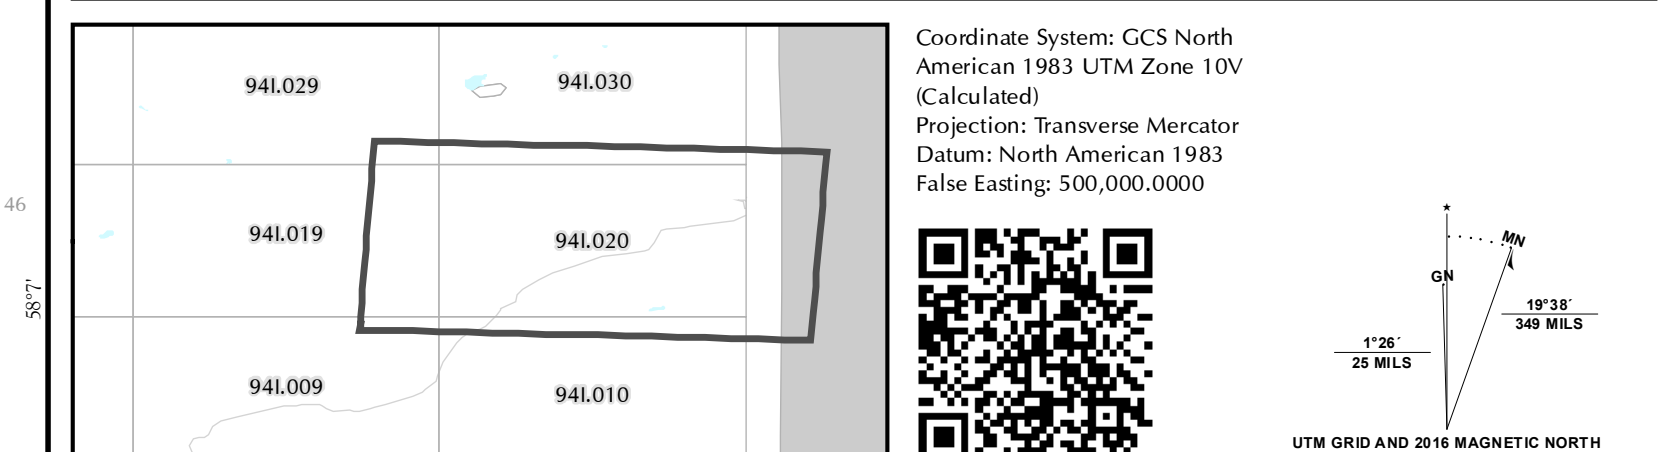 94I.029
94I.030
94I.019
94I.020
94I.009
94I.010
46
58°7'
Coordinate System: GCS North
American 1983 UTM Zone 10V
(Calculated)
Projection: Transverse Mercator
Datum: North American 1983
False Easting: 500,000.0000
★
MN
GN
19°38´
349 MILS
1°26´
25 MILS
UTM GRID AND 2016 MAGNETIC NORTH